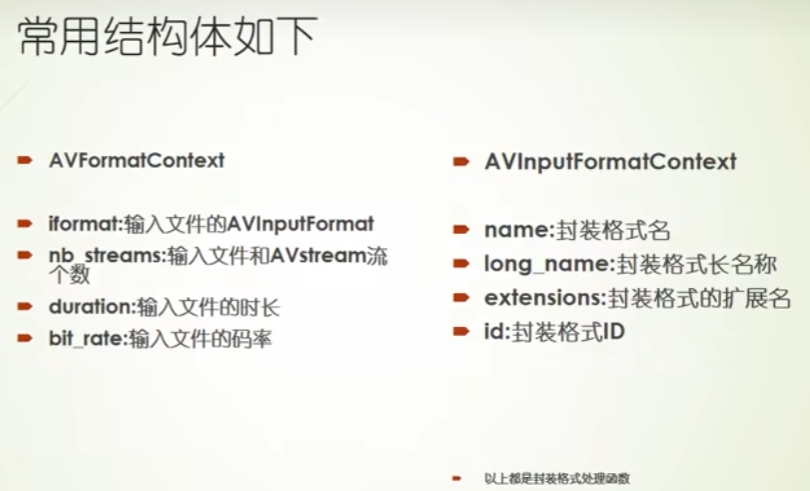 常用结构体如下
AVFormatContext
iformat:输入文件的AVInputFormat
nb_streams:输入文件和AVstream流
个数
duration:输入文件的时长
bit_rate:输入文件的码率
AVInputFormatContext
name:封装格式名
long_name:封装格式长名称
extensions:封装格式的扩展名
id:封装格式ID
以上都是封装格式处理函数